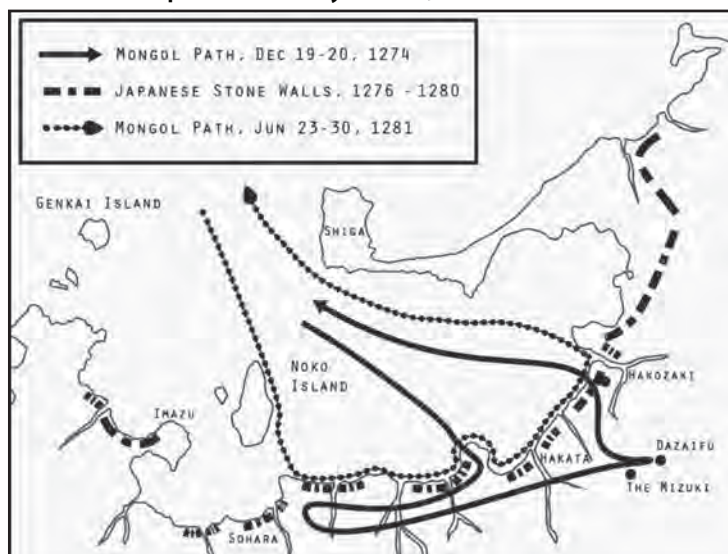 MONGOL PATH, DEC 19-20, 1274
JAPANESE STONE WALLS, 1276 - 1280
MONGOL PATH, JUN 23-30, 1281
GENKAI ISLAND
SHIGA
NOKO
ISLAND
HAKOZAKI
IMAZU
DAZAIFU
HAKATA
THE MIZUKI
SOHARA